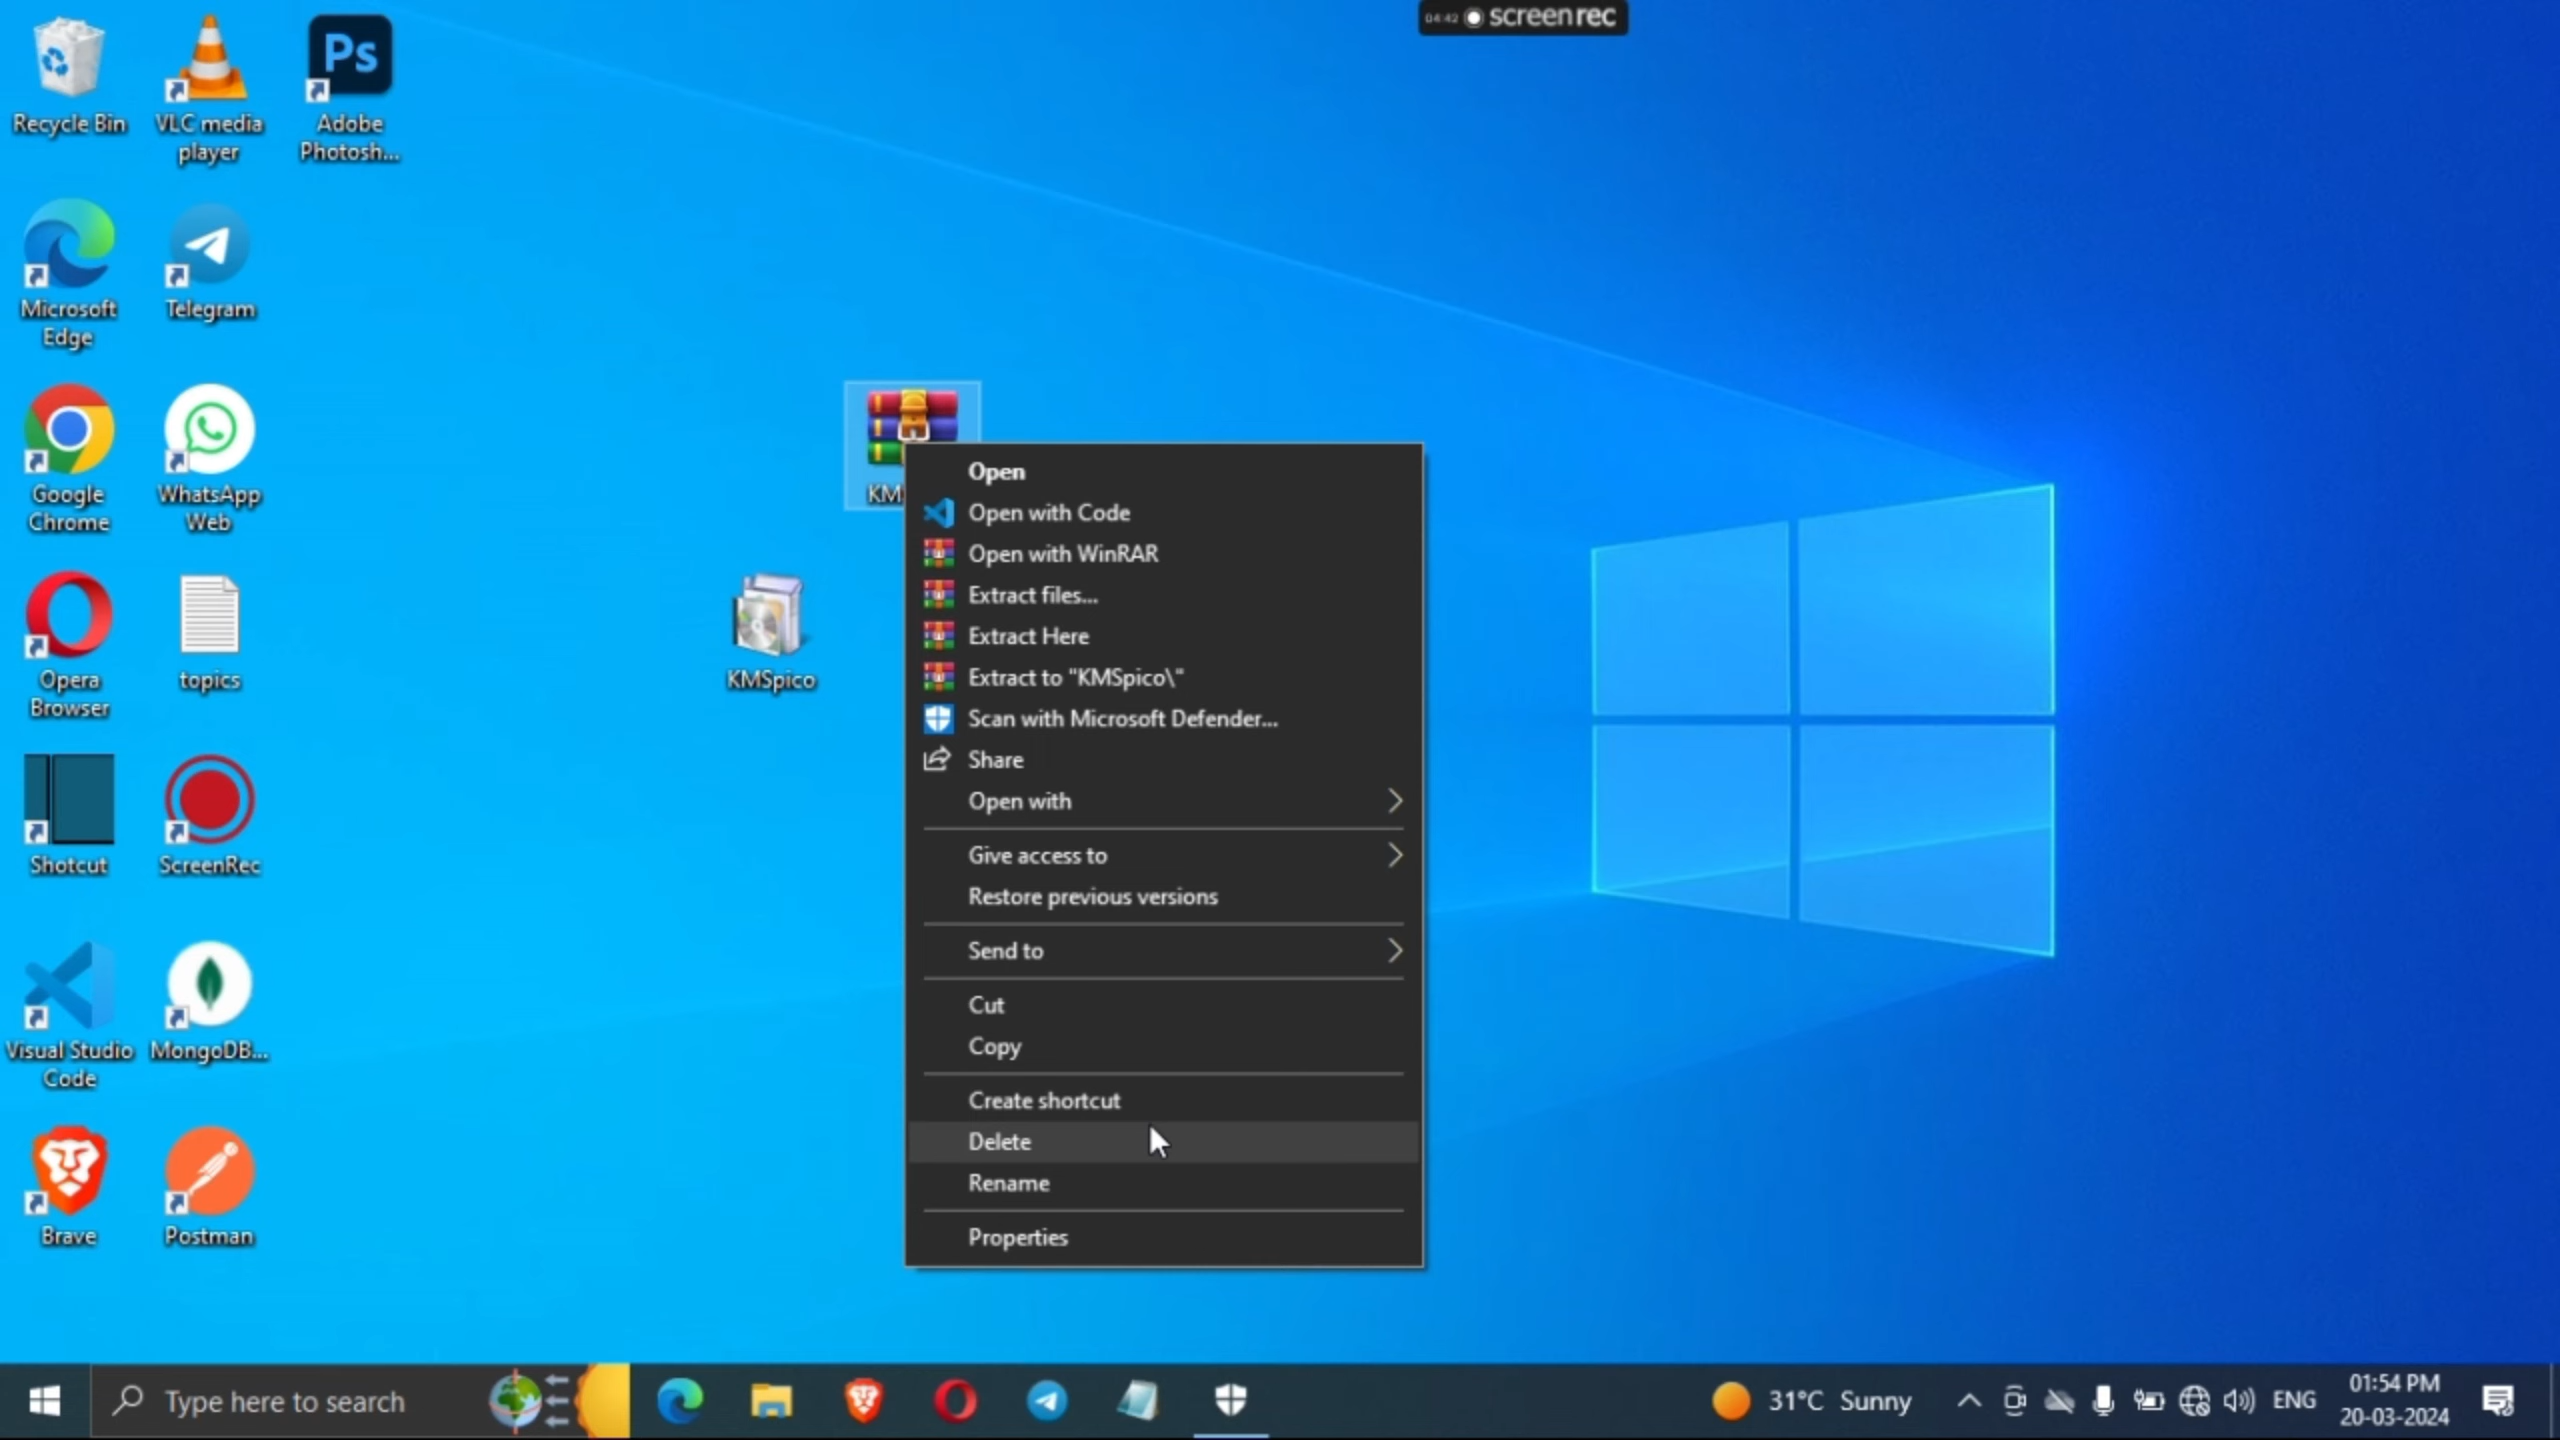 04:42 screenrec
Ps
Recycle Bin
VLC media
player
Adobe
Photosh...
Microsoft
Edge
Telegram
Google
Chrome
WhatsApp
Web
KM
Opera
Browser
topics
KMSpico
Shotcut
ScreenRec
Visual Studio
Code
MongoDB...
Brave
Postman
Open
Open with Code
Open with WinRAR
Extract files...
Extract Here
Extract to "KMSpico\"
Scan with Microsoft Defender...
Share
Open with
Give access to
Restore previous versions
Send to
Cut
Copy
Create shortcut
Delete
Rename
Properties
Type here to search
31°C Sunny
ENG
01:54 PM
20-03-2024